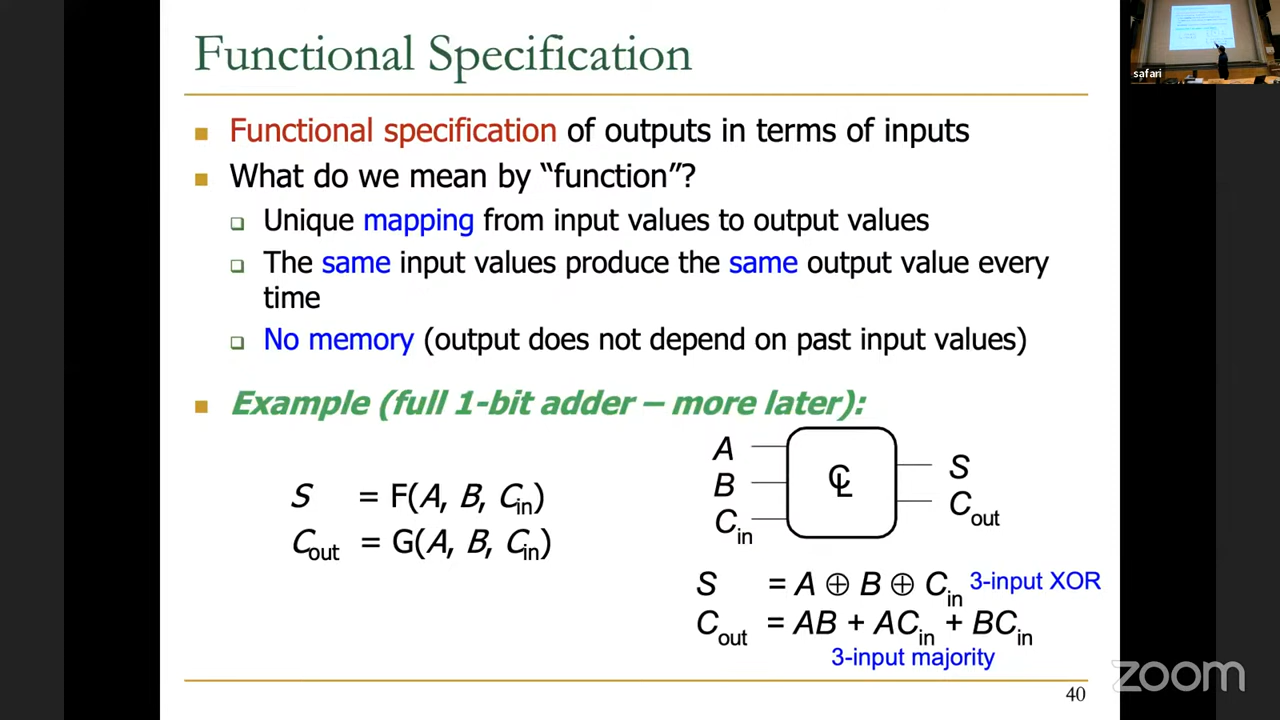 Functional Specification
Functional specification of outputs in terms of inputs
What do we mean by “function”?
Unique mapping from input values to output values
The same input values produce the same output value every
time
No memory (output does not depend on past input values)
Example (full 1-bit adder – more later):
S = F(A, B, Cin)
Cout = G(A, B, Cin)
A
B
Cin
CL
S
Cout
S = A ⊕ B ⊕ Cin 3-input XOR
Cout = AB + ACin + BCin
3-input majority
40
zoom
safari